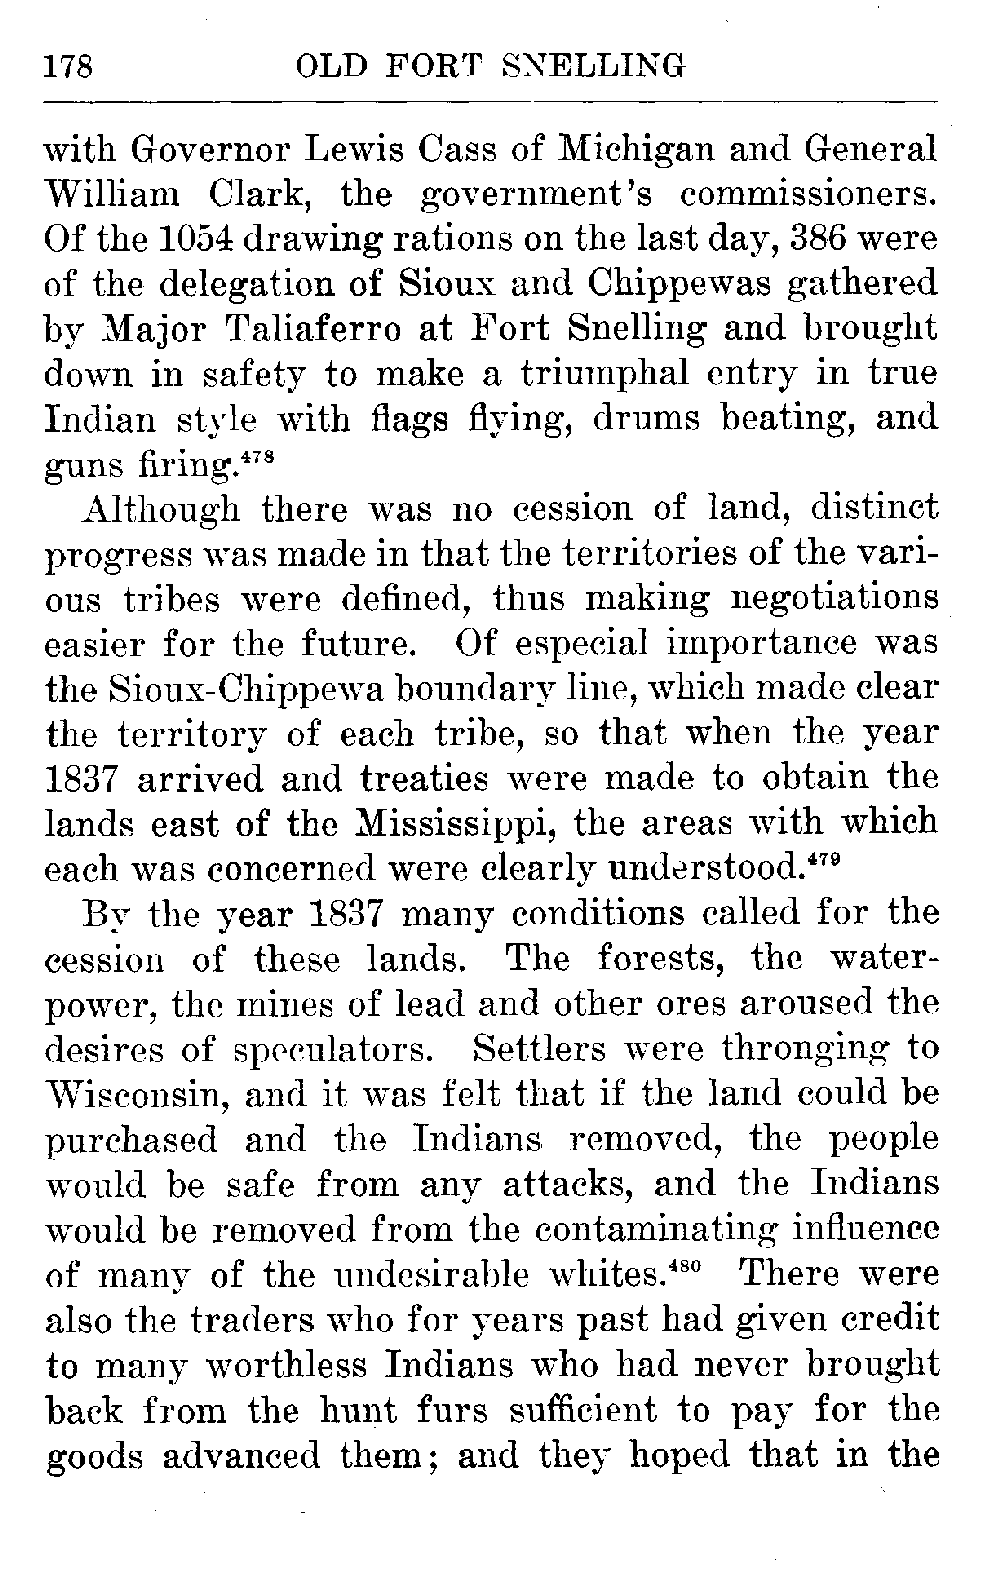 178 OLD FORT SNELLING
with Governor Lewis Cass of Michigan and General
William Clark, the government's commissioners.
Of the 1054 drawing rations on the last day, 386 were
of the delegation of Sioux and Chippewas gathered
by Major Taliaferro at Fort Snelling and brought
down in safety to make a triumphal entry in true
Indian style with flags flying, drums beating, and
guns firing.⁴⁷⁸
Although there was no cession of land, distinct
progress was made in that the territories of the vari-
ous tribes were defined, thus making negotiations
easier for the future. Of especial importance was
the Sioux-Chippewa boundary line, which made clear
the territory of each tribe, so that when the year
1837 arrived and treaties were made to obtain the
lands east of the Mississippi, the areas with which
each was concerned were clearly understood.⁴⁷⁹
By the year 1837 many conditions called for the
cession of these lands. The forests, the water-
power, the mines of lead and other ores aroused the
desires of speculators. Settlers were thronging to
Wisconsin, and it was felt that if the land could be
purchased and the Indians removed, the people
would be safe from any attacks, and the Indians
would be removed from the contaminating influence
of many of the undesirable whites.⁴⁸⁰ There were
also the traders who for years past had given credit
to many worthless Indians who had never brought
back from the hunt furs sufficient to pay for the
goods advanced them; and they hoped that in the